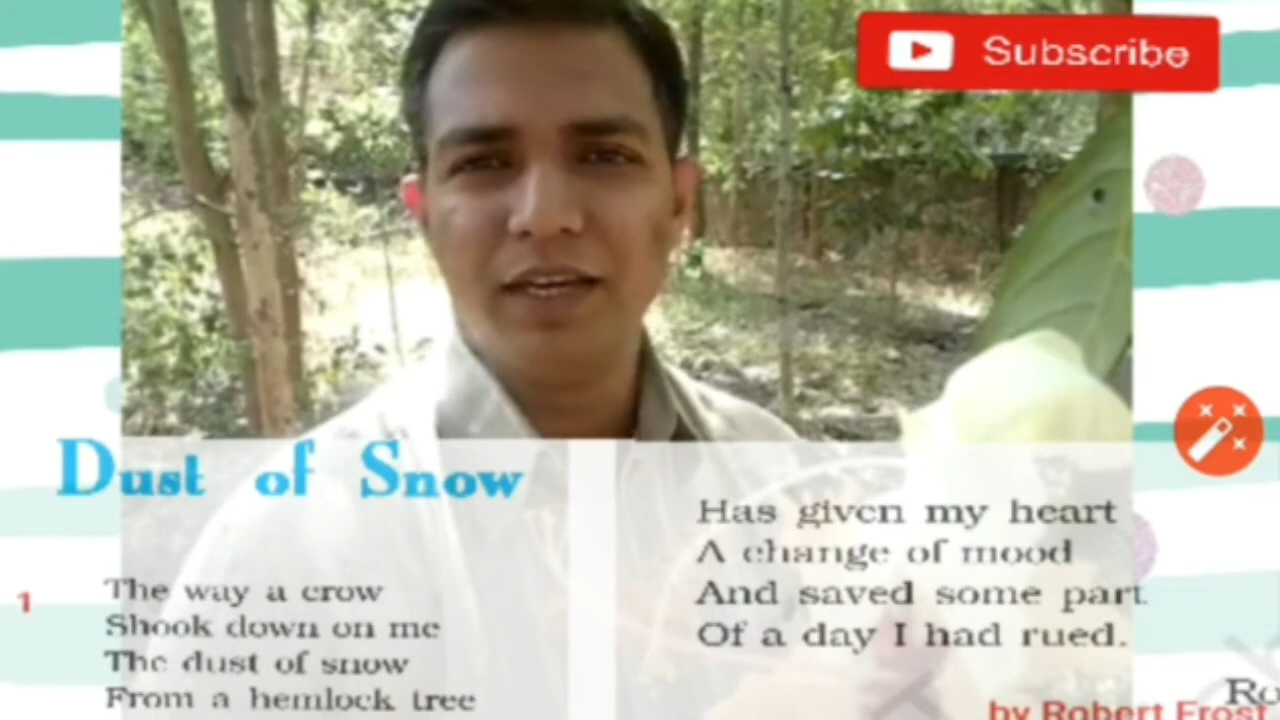 Subscribe
Dust of Snow
1
The way a crow
Shook down on me
The dust of snow
From a hemlock tree
Has given my heart
A change of mood
And saved some part
Of a day I had rued.
by Robert Frost